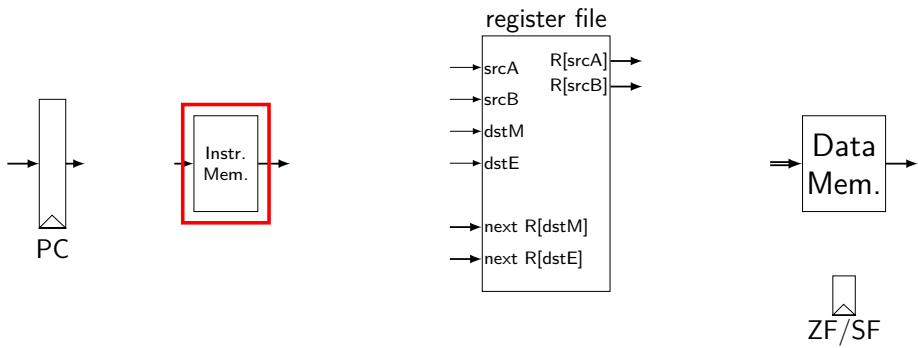 register file
srcA
R[srcA]
srcB
R[srcB]
dstM
dstE
next R[dstM]
next R[dstE]
Instr.
Mem.
PC
Data
Mem.
ZF/SF